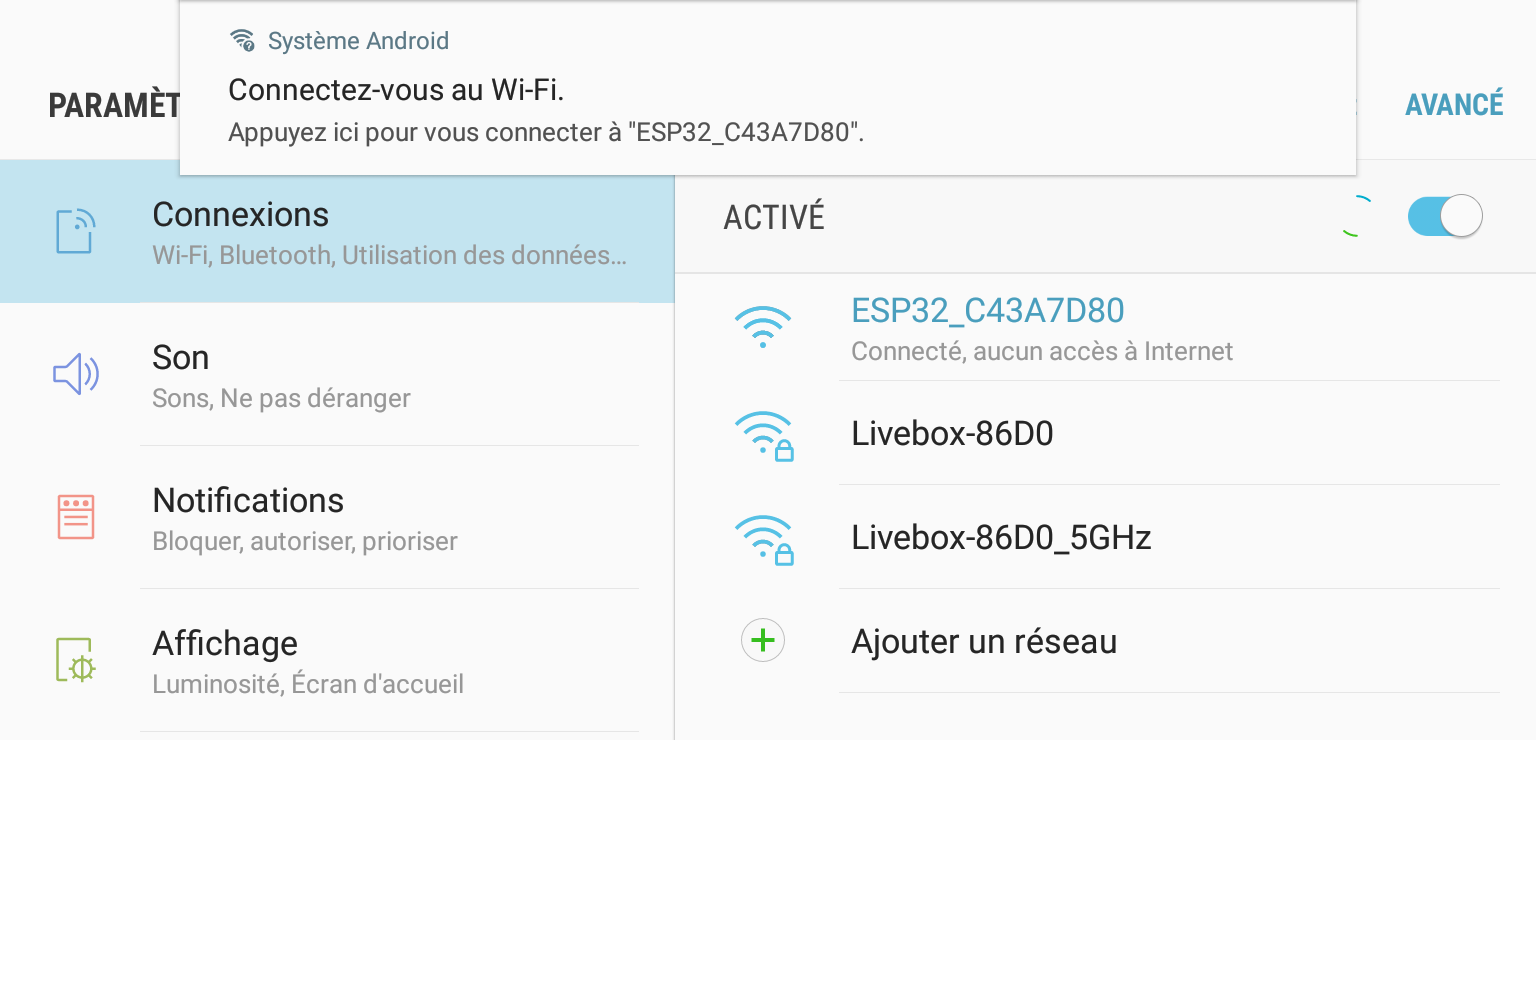 Système Android
Connectez-vous au Wi-Fi.
Appuyez ici pour vous connecter à "ESP32_C43A7D80".
PARAMÈT
AVANCÉ
Connexions
Wi-Fi, Bluetooth, Utilisation des données...
Son
Sons, Ne pas déranger
Notifications
Bloquer, autoriser, prioriser
Affichage
Luminosité, Écran d'accueil
ACTIVÉ
ESP32_C43A7D80
Connecté, aucun accès à Internet
Livebox-86D0
Livebox-86D0_5GHz
Ajouter un réseau